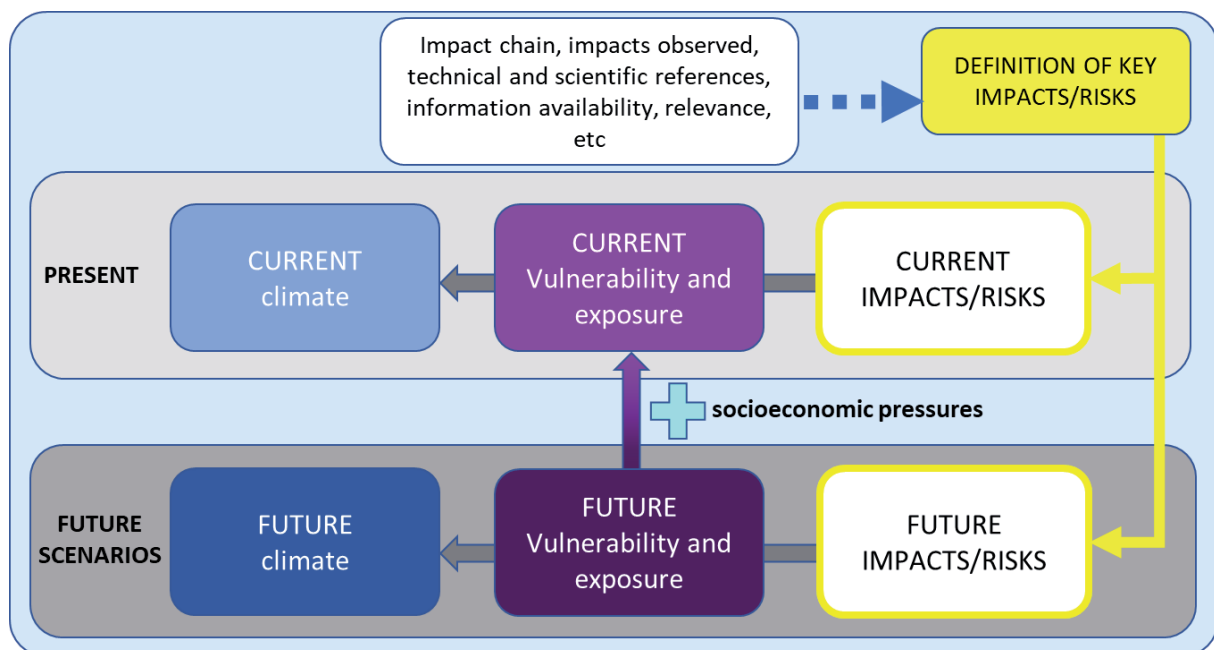 Impact chain, impacts observed,
technical and scientific references,
information availability, relevance,
etc
DEFINITION OF KEY
IMPACTS/RISKS
PRESENT
CURRENT
climate
CURRENT
Vulnerability and
exposure
CURRENT
IMPACTS/RISKS
socioeconomic pressures
FUTURE
SCENARIOS
FUTURE
climate
FUTURE
Vulnerability and
exposure
FUTURE
IMPACTS/RISKS